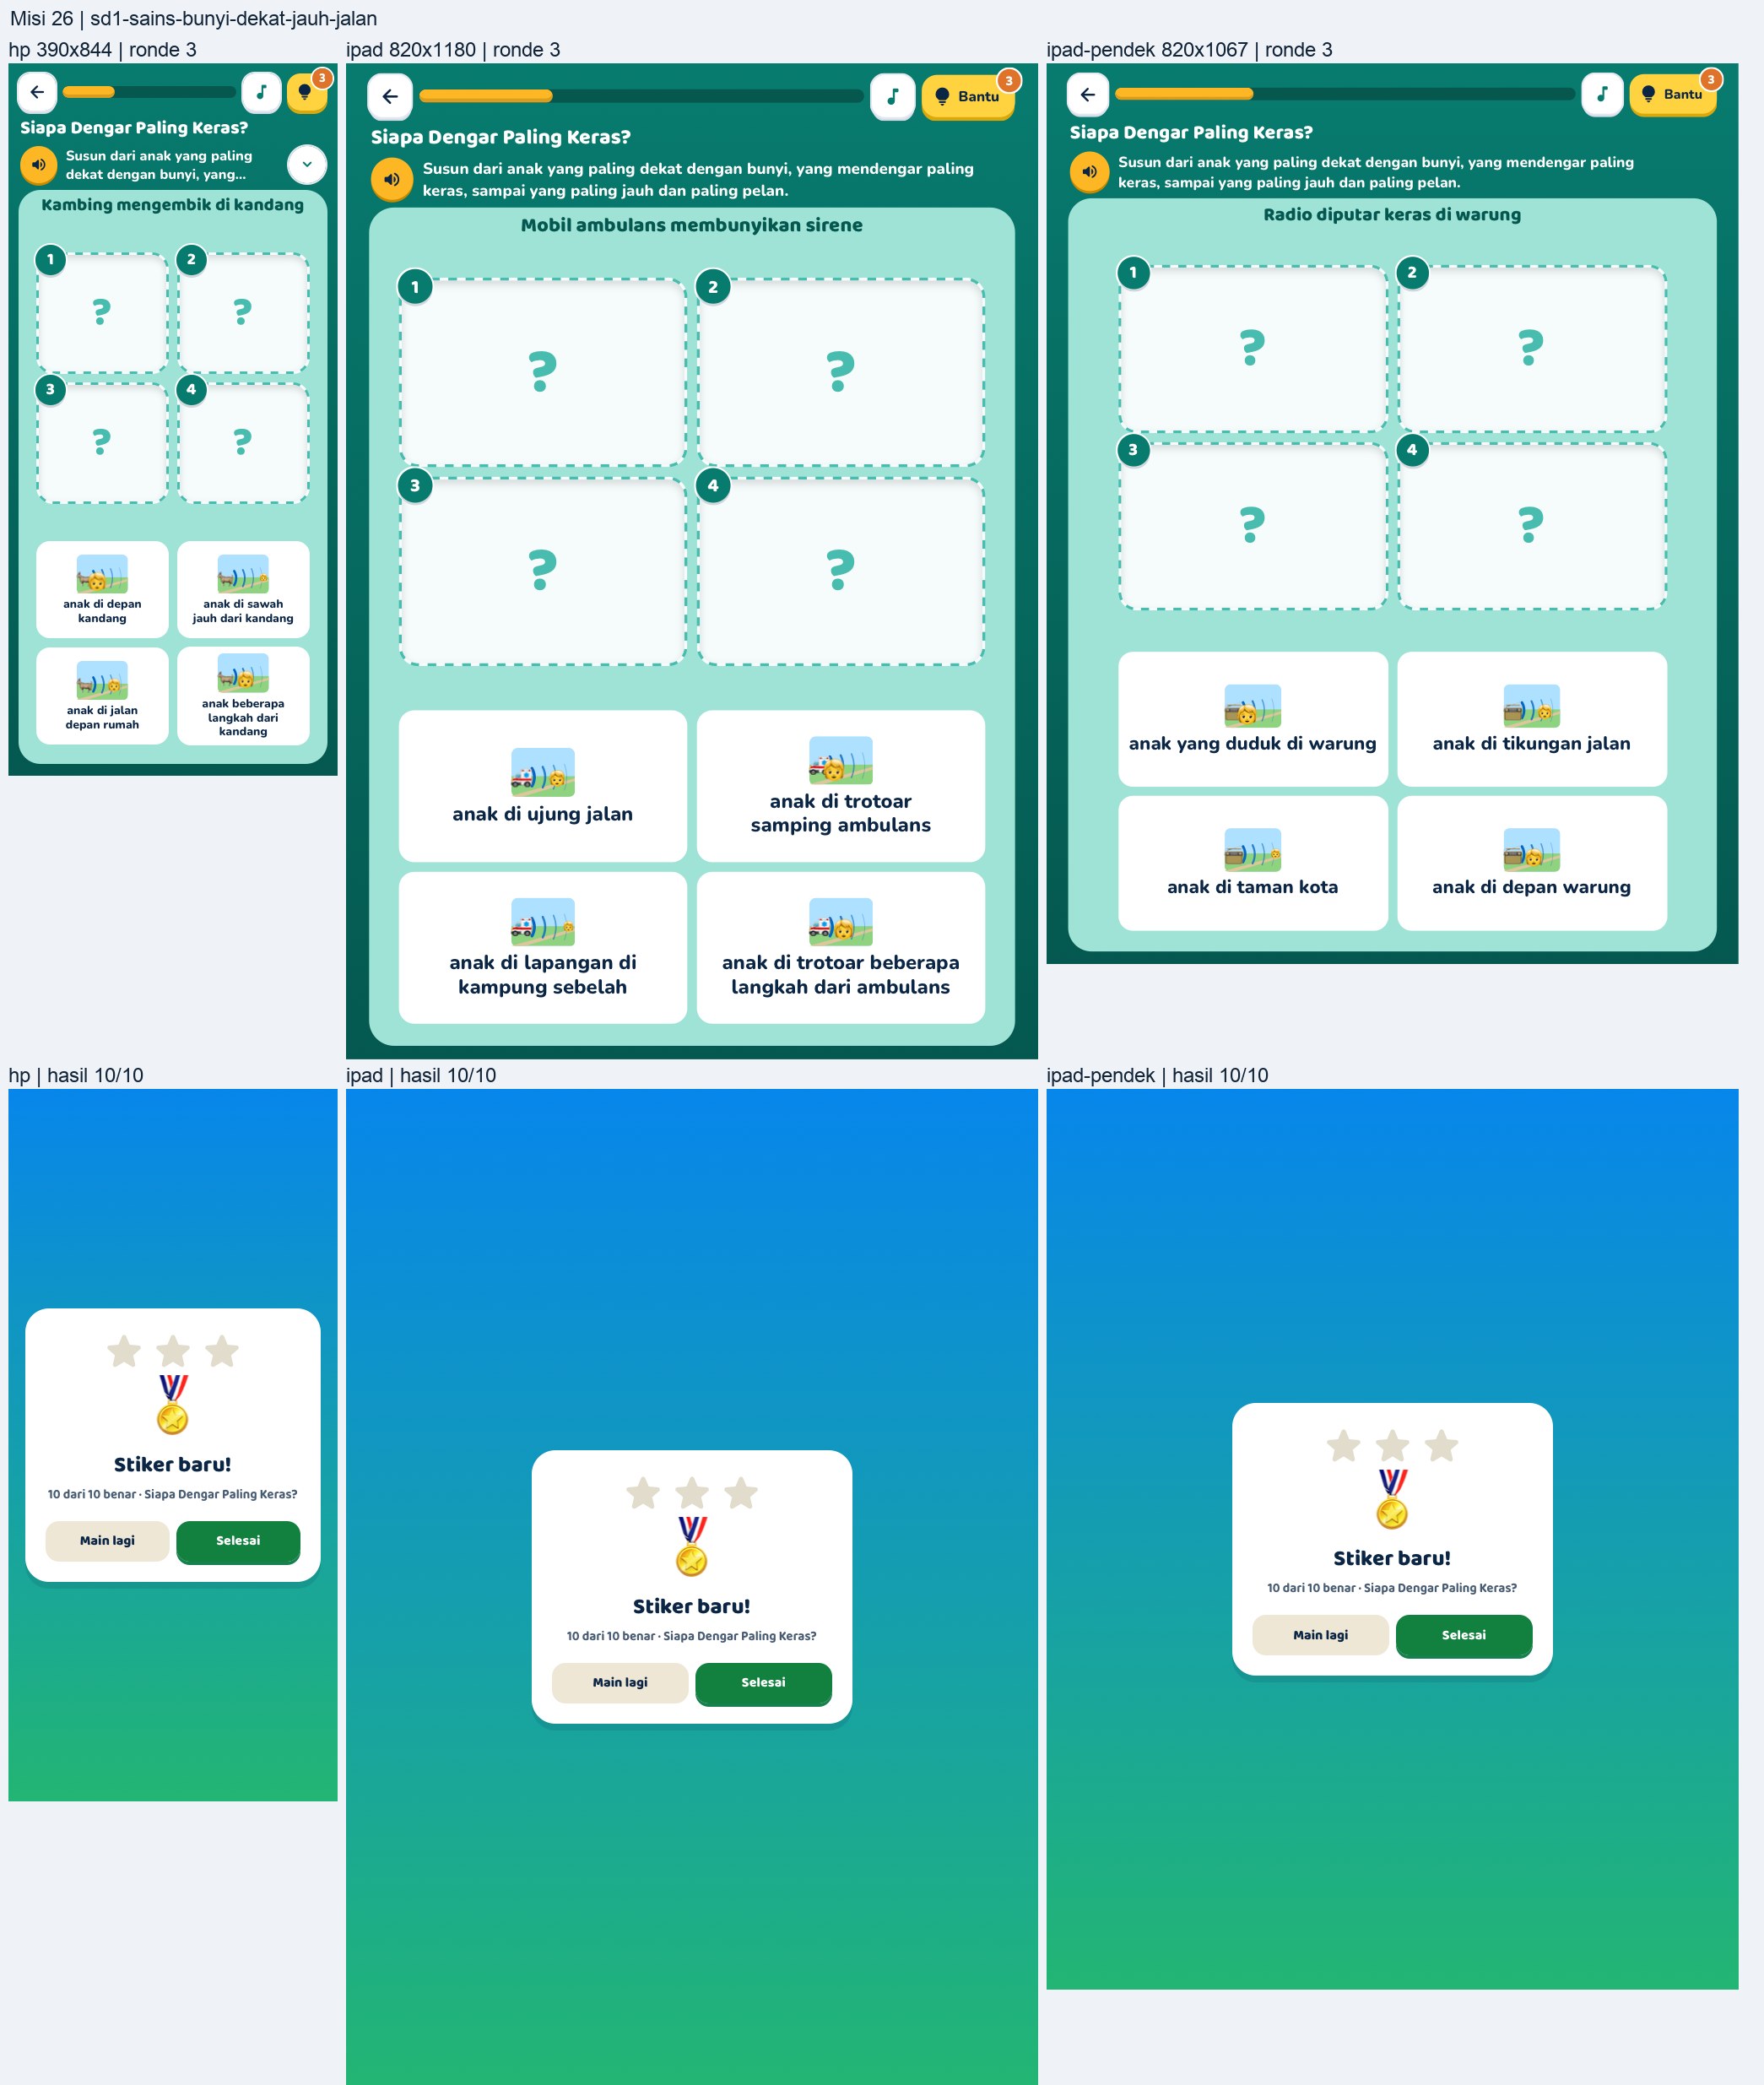 Misi 26 | sd1-sains-bunyi-dekat-jauh-jalan
hp 390x844 | ronde 3
3
Siapa Dengar Paling Keras?
Susun dari anak yang paling
dekat dengan bunyi, yang...
Kambing mengembik di kandang
1
2
?
?
3
4
?
?
anak di depan
kandang
anak di sawah
jauh dari kandang
anak di jalan
depan rumah
anak beberapa
langkah dari
kandang
ipad 820x1180 | ronde 3
Bantu
3
Siapa Dengar Paling Keras?
Susun dari anak yang paling dekat dengan bunyi, yang mendengar paling
keras, sampai yang paling jauh dan paling pelan.
Mobil ambulans membunyikan sirene
1
2
?
?
3
4
?
?
anak di ujung jalan
anak di trotoar
samping ambulans
anak di lapangan di
kampung sebelah
anak di trotoar beberapa
langkah dari ambulans
ipad-pendek 820x1067 | ronde 3
Bantu
3
Siapa Dengar Paling Keras?
Susun dari anak yang paling dekat dengan bunyi, yang mendengar paling
keras, sampai yang paling jauh dan paling pelan.
Radio diputar keras di warung
1
2
?
?
3
4
?
?
anak yang duduk di warung
anak di tikungan jalan
anak di taman kota
anak di depan warung
hp | hasil 10/10
Stiker baru!
10 dari 10 benar · Siapa Dengar Paling Keras?
Main lagi
Selesai
ipad | hasil 10/10
Stiker baru!
10 dari 10 benar · Siapa Dengar Paling Keras?
Main lagi
Selesai
ipad-pendek | hasil 10/10
Stiker baru!
10 dari 10 benar · Siapa Dengar Paling Keras?
Main lagi
Selesai